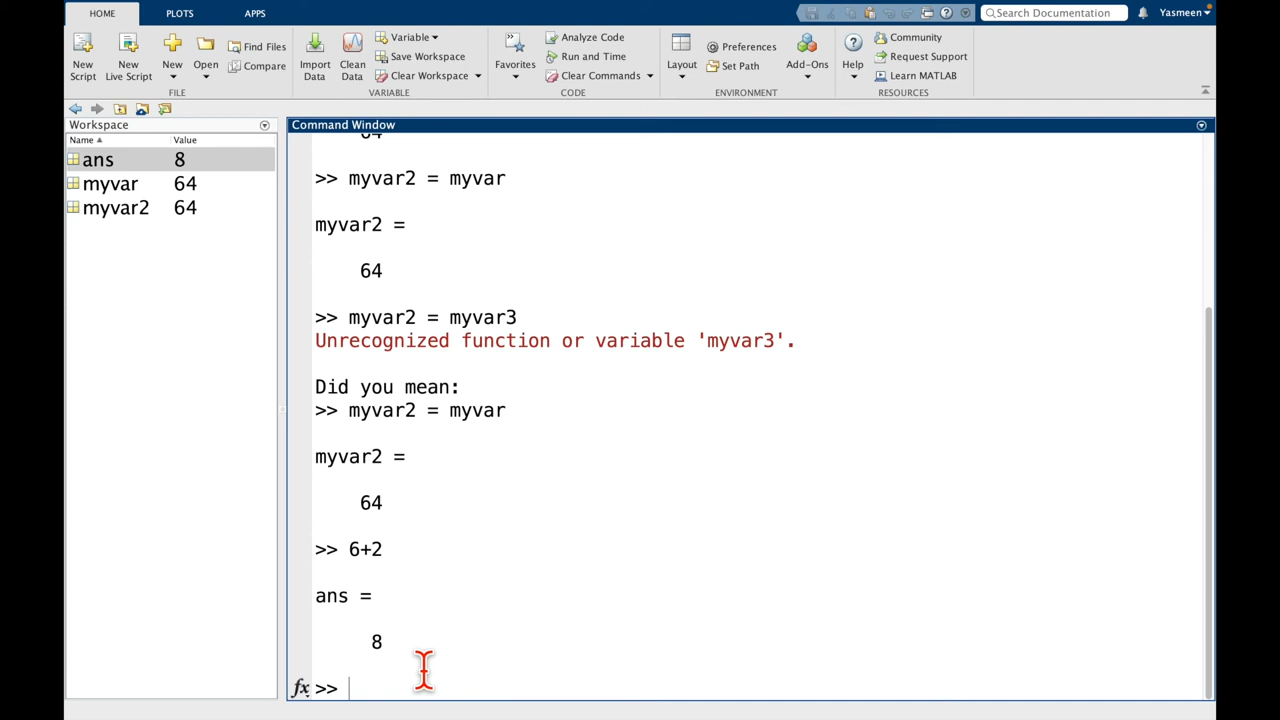 HOME PLOTS APPS
Search Documentation Yasmeen
New Script
New Live Script
New
Open
Find Files
Compare
FILE
Import Data
Clean Data
Variable
Save Workspace
Clear Workspace
VARIABLE
Favorites
Analyze Code
Run and Time
Clear Commands
CODE
Layout
Preferences
Set Path
Add-Ons
ENVIRONMENT
Help
Community
Request Support
Learn MATLAB
RESOURCES
Workspace
Name Value
ans 8
myvar 64
myvar2 64
Command Window
64
>> myvar2 = myvar
myvar2 =
64
>> myvar2 = myvar3
Unrecognized function or variable 'myvar3'.
Did you mean:
>> myvar2 = myvar
myvar2 =
64
>> 6+2
ans =
8
fx >>